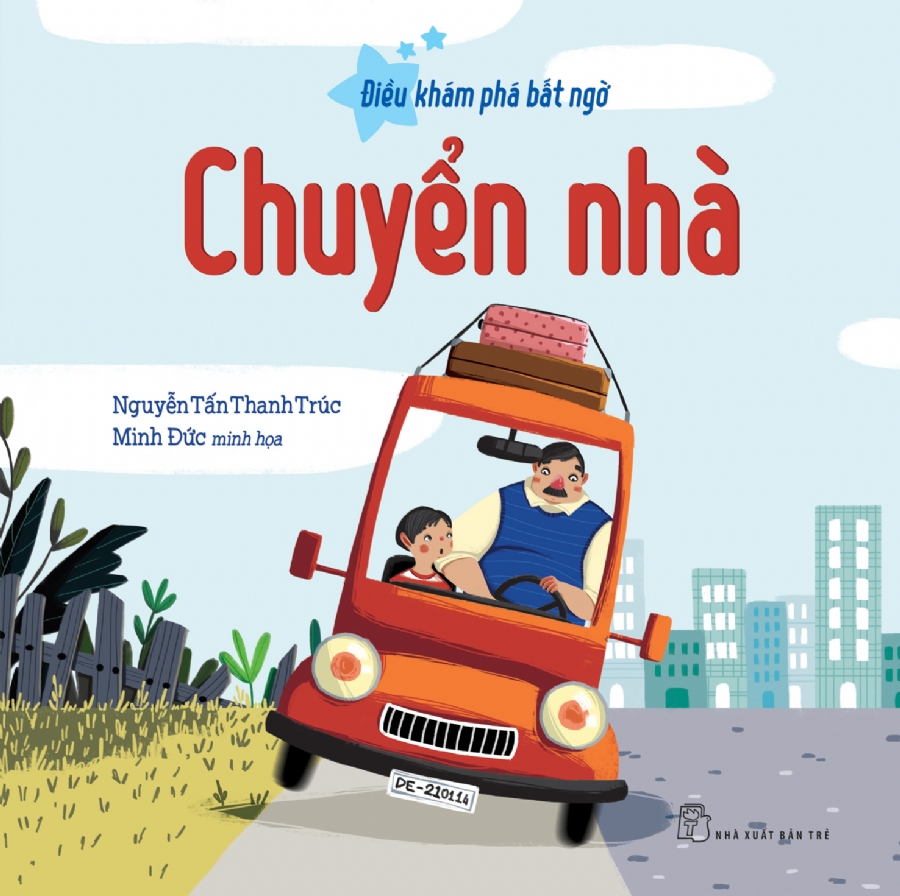 Điều khám phá bất ngờ
Chuyển nhà
Nguyễn Tấn Thanh Trúc
Minh Đức minh họa
DE-210114
NHÀ XUẤT BẢN TRẺ